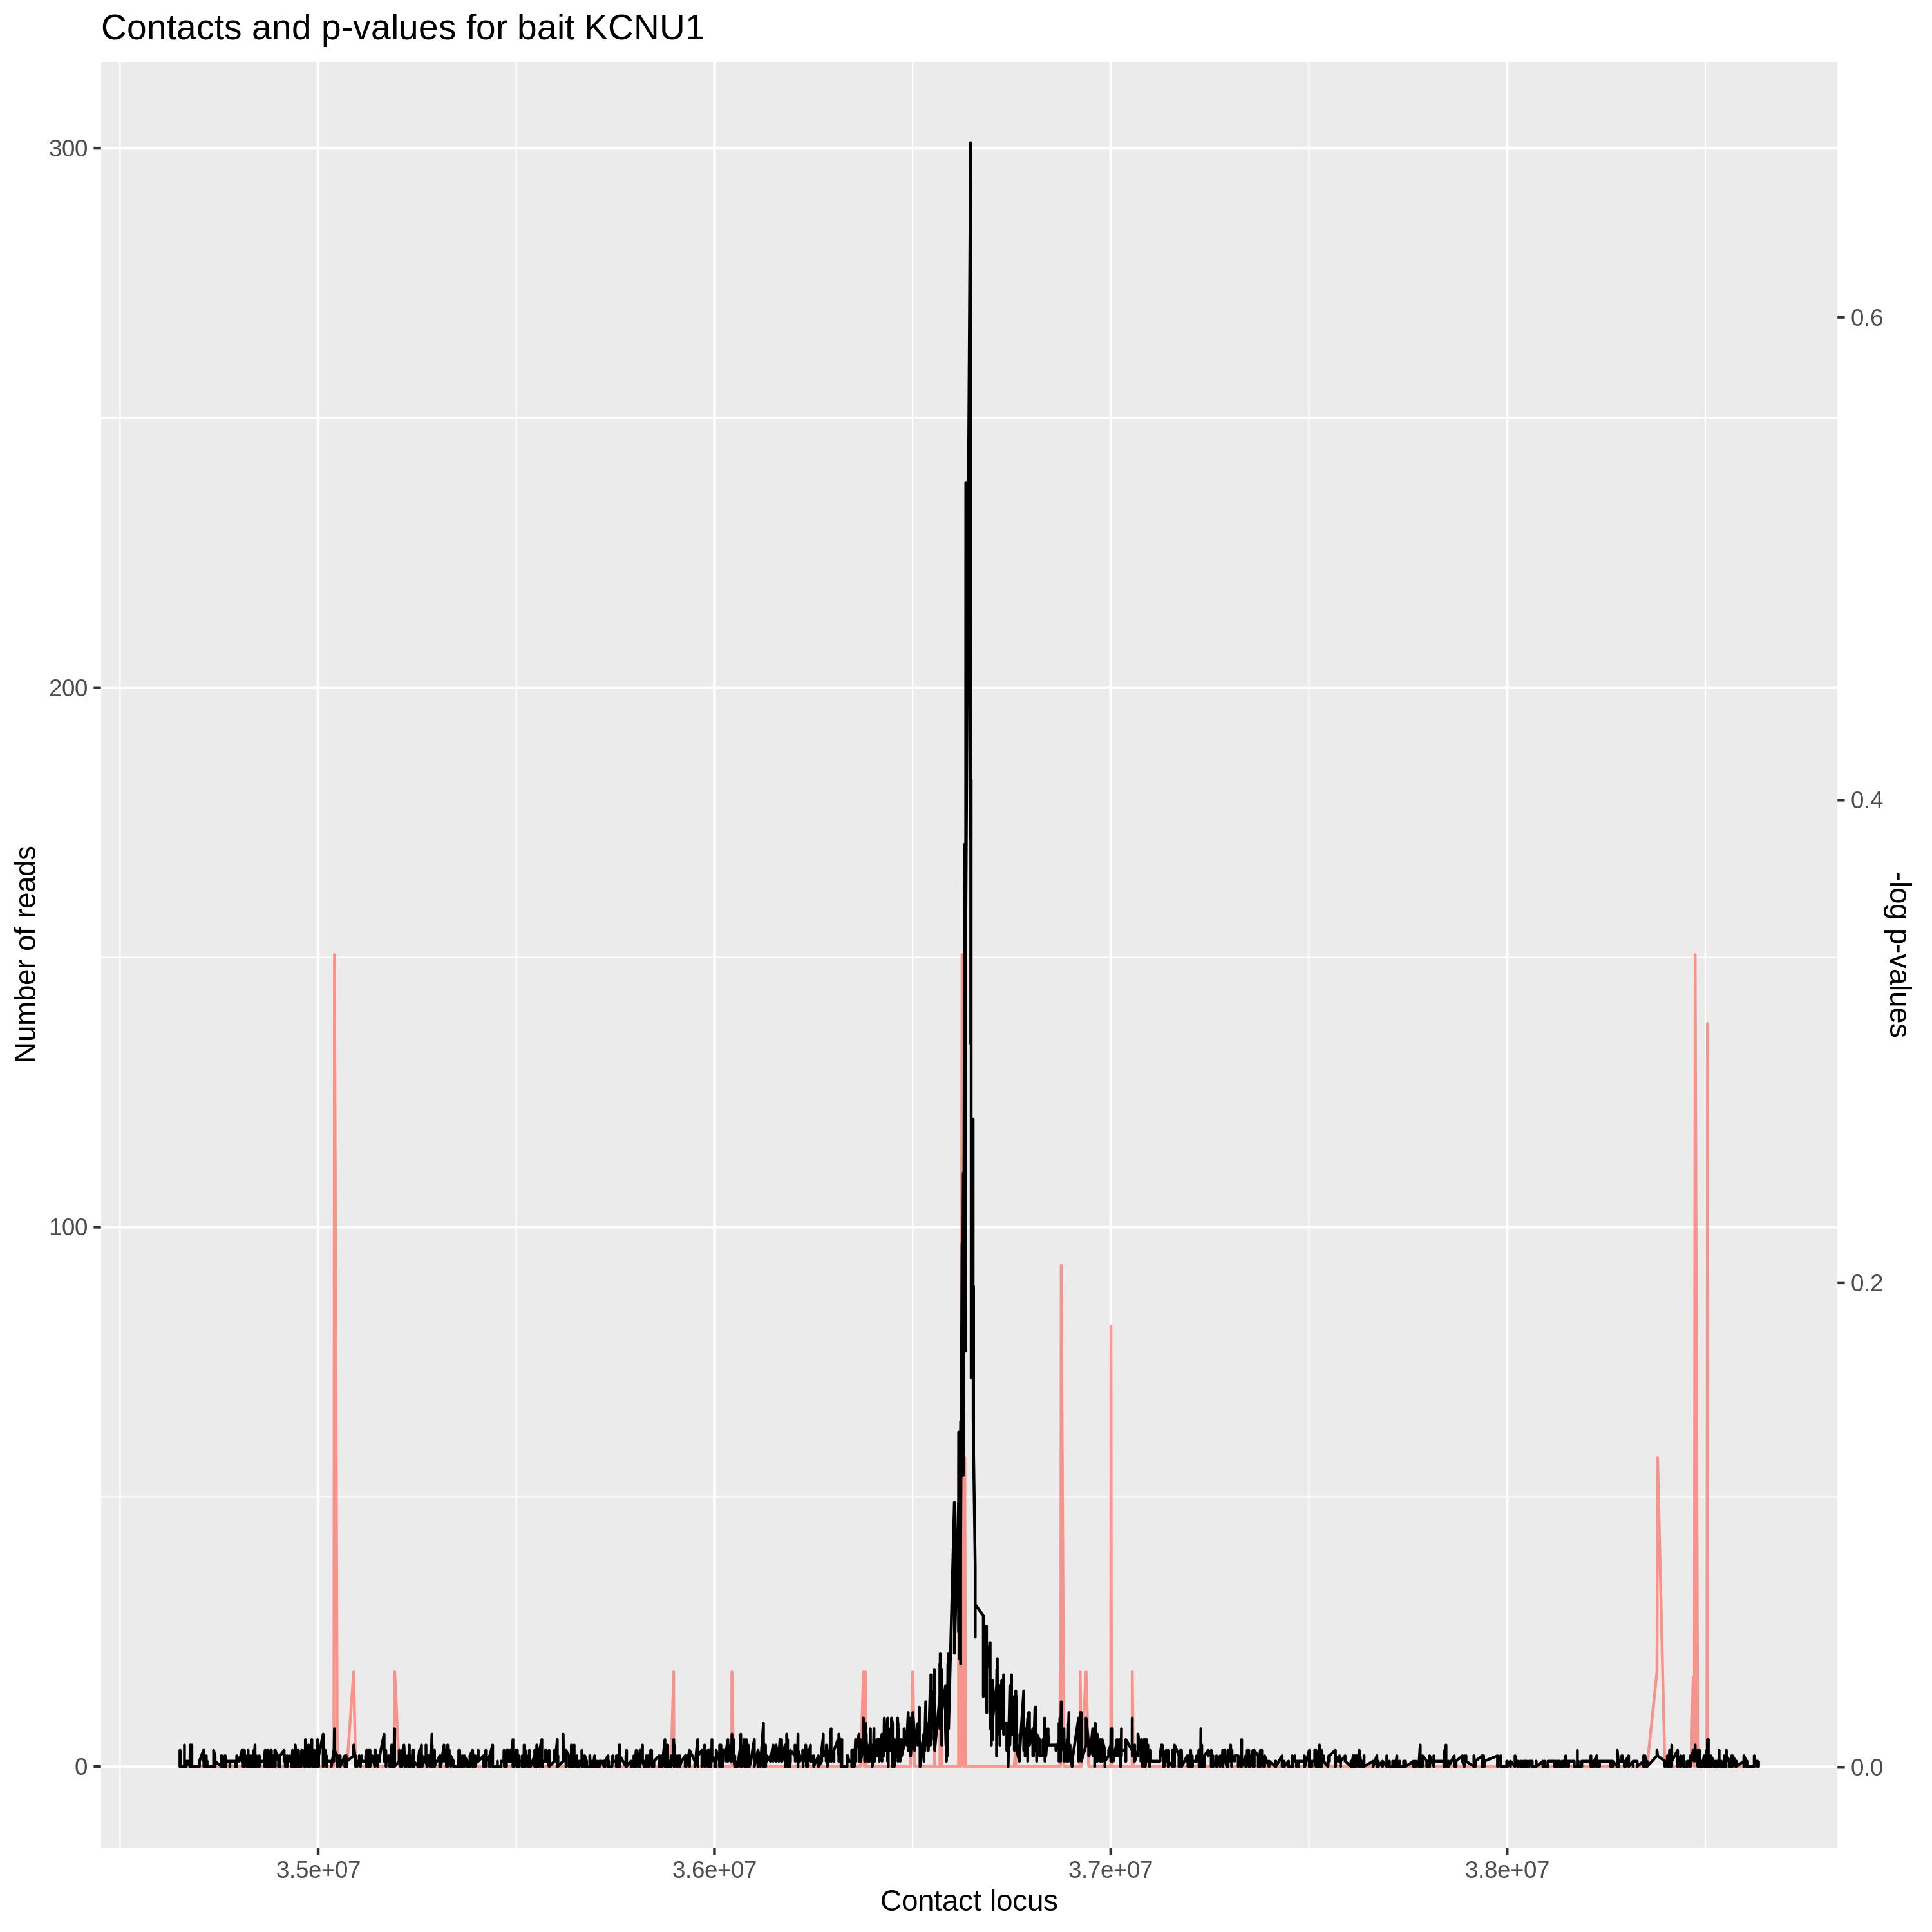 Contacts and p-values for bait KCNU1
300
200
100
0
Number of reads
0.6
0.4
0.2
0.0
-log p-values
3.5e+07
3.6e+07
3.7e+07
3.8e+07
Contact locus